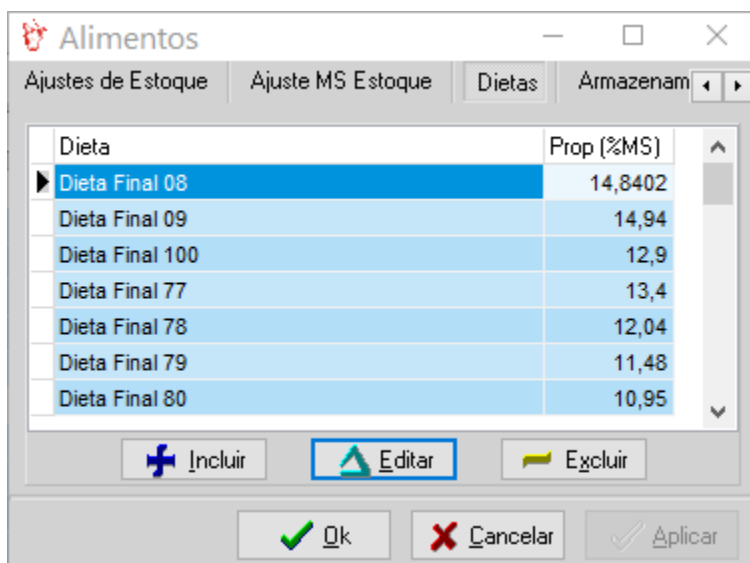 Alimentos
Ajustes de Estoque Ajuste MS Estoque Dietas Armazenam
Dieta Prop (%MS)
Dieta Final 08 14,8402
Dieta Final 09 14,94
Dieta Final 100 12,9
Dieta Final 77 13,4
Dieta Final 78 12,04
Dieta Final 79 11,48
Dieta Final 80 10,95
Incluir Editar Excluir
Ok Cancelar Aplicar